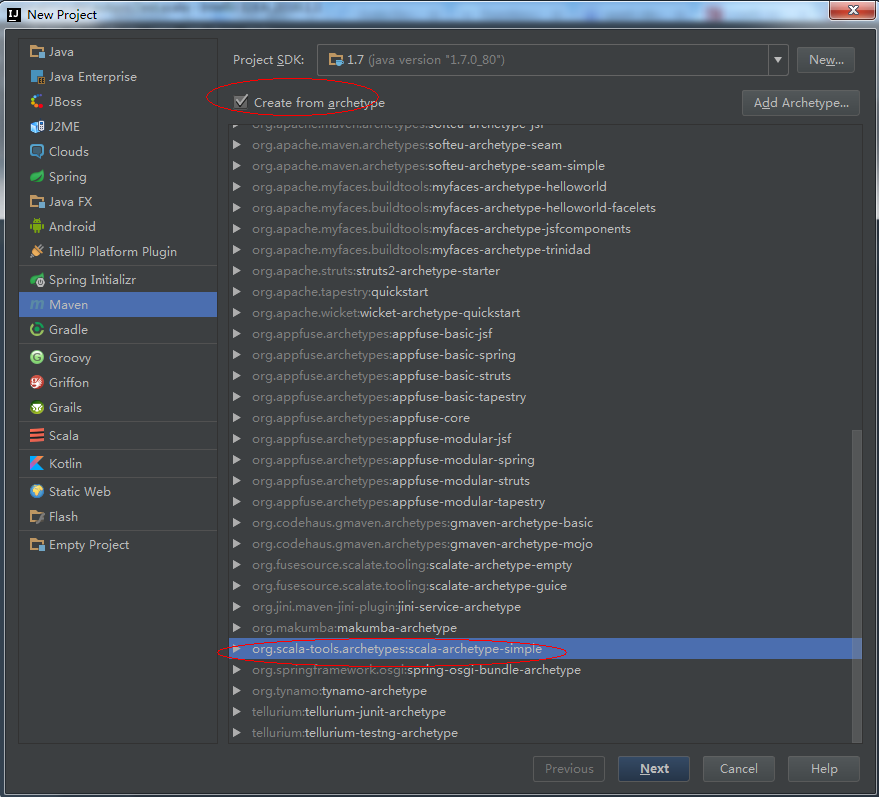 New Project
Java
Java Enterprise
JBoss
J2ME
Clouds
Spring
Java FX
Android
IntelliJ Platform Plugin
Spring Initializr
Maven
Gradle
Groovy
Griffon
Grails
Scala
Kotlin
Static Web
Flash
Empty Project
Project SDK: 1.7 (java version "1.7.0_80") New...
Create from archetype Add Archetype...
org.apache.maven.archetypes:softeu-archetype-jsf
org.apache.maven.archetypes:softeu-archetype-seam
org.apache.maven.archetypes:softeu-archetype-seam-simple
org.apache.myfaces.buildtools:myfaces-archetype-helloworld
org.apache.myfaces.buildtools:myfaces-archetype-helloworld-facelets
org.apache.myfaces.buildtools:myfaces-archetype-jsfcomponents
org.apache.myfaces.buildtools:myfaces-archetype-trinidad
org.apache.struts:struts2-archetype-starter
org.apache.tapestry:quickstart
org.apache.wicket:wicket-archetype-quickstart
org.appfuse.archetypes:appfuse-basic-jsf
org.appfuse.archetypes:appfuse-basic-spring
org.appfuse.archetypes:appfuse-basic-struts
org.appfuse.archetypes:appfuse-basic-tapestry
org.appfuse.archetypes:appfuse-core
org.appfuse.archetypes:appfuse-modular-jsf
org.appfuse.archetypes:appfuse-modular-spring
org.appfuse.archetypes:appfuse-modular-struts
org.appfuse.archetypes:appfuse-modular-tapestry
org.codehaus.gmaven.archetypes:gmaven-archetype-basic
org.codehaus.gmaven.archetypes:gmaven-archetype-mojo
org.fusesource.scalate.tooling:scalate-archetype-empty
org.fusesource.scalate.tooling:scalate-archetype-guice
org.jini.maven-jini-plugin:jini-service-archetype
org.makumba:makumba-archetype
org.scala-tools.archetypes:scala-archetype-simple
org.springframework.osgi:spring-osgi-bundle-archetype
org.tynamo:tynamo-archetype
tellurium:tellurium-junit-archetype
tellurium:tellurium-testng-archetype
Previous Next Cancel Help